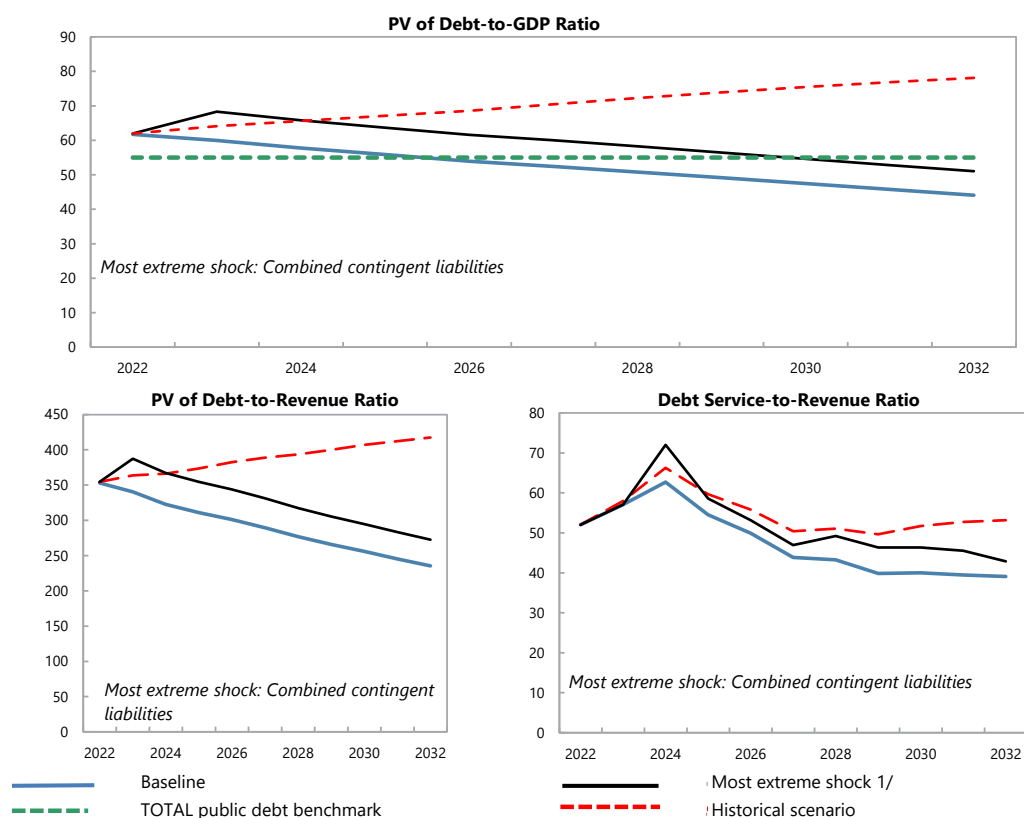 PV of Debt-to-GDP Ratio
90
80
70
60
50
40
30
20
10
0
Most extreme shock: Combined contingent liabilities
2022 2024 2026 2028 2030 2032
PV of Debt-to-Revenue Ratio
450
400
350
300
250
200
150
100
50
0
Most extreme shock: Combined contingent
liabilities
2022 2024 2026 2028 2030 2032
Debt Service-to-Revenue Ratio
80
70
60
50
40
30
20
10
0
Most extreme shock: Combined contingent liabilities
2022 2024 2026 2028 2030 2032
Baseline
Most extreme shock 1/
TOTAL public debt benchmark
Historical scenario